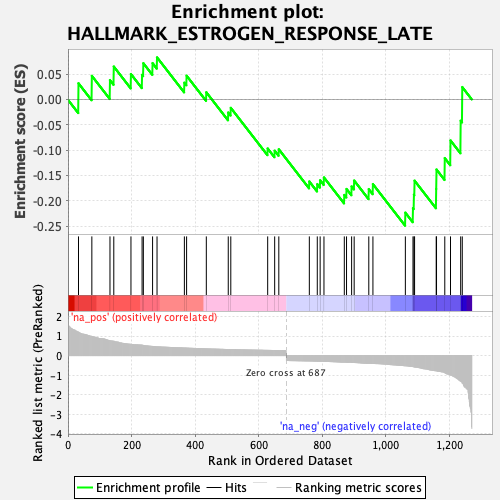 Enrichment plot:
HALLMARK_ESTROGEN_RESPONSE_LATE
Enrichment score (ES)
0.05
0.00
-0.05
-0.10
-0.15
-0.20
-0.25
'na_pos' (positively correlated)
Ranked list metric (PreRanked)
2
1
0
-1
-2
-3
-4
Zero cross at 687
'na_neg' (negatively correlated)
0 200 400 600 800 1,000 1,200
Rank in Ordered Dataset
Enrichment profile Hits Ranking metric scores